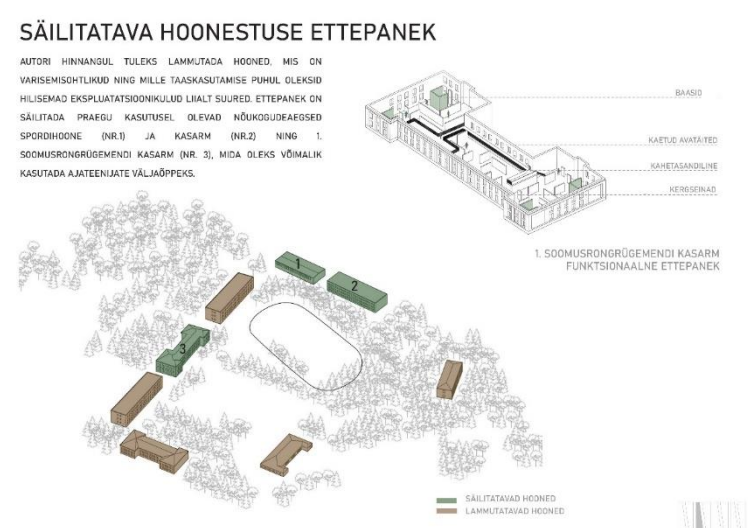 SÄILITATAVA HOONESTUSE ETTEPANEK
AUTORI HINNANGUL TULEKS LAMMUTADA HOONED, MIS ON
VARISEMISOHTLIKUD NING MILLE TAASKASUTAMISE PUHUL OLEKSID
HILISEMAD EKSPLUATATSIOONIKULUD LIIALT SUURED. ETTEPANEK ON
SÄILITADA PRAEGU KASUTUSEL OLEVAD NÕUKOGUDEAEGSED
SPORDIHOONE (NR.1) JA KASARM (NR.2) NING 1.
SOOMUSRONGRÜGEMENDI KASARM (NR. 3), MIDA OLEKS VÕIMALIK
KASUTADA AJATEENIJATE VÄLJAÕPPEKS.
BAASIO
KAETUD AVATÄITED
KAHETASANDILINE
KERGSEINAD
1. SOOMUSRONGRÜGEMENDI KASARM
FUNKTSIONAALNE ETTEPANEK
1
2
3
SÄILITATAVAD HOONED
LAMMUTATAVAD HOONED